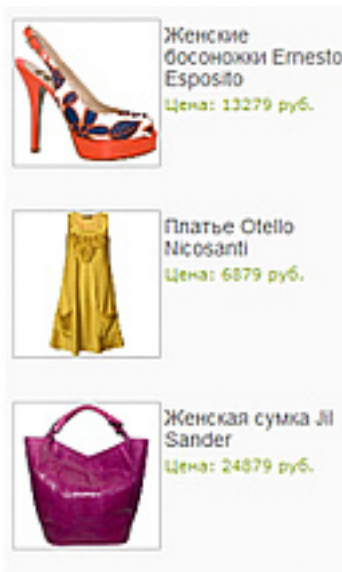 Женские
босоножки Ernesto
Esposito
Цена: 13279 руб.
Платье Otello
Nicosanti
Цена: 6879 руб.
Женская сумка Jil
Sander
Цена: 24879 руб.